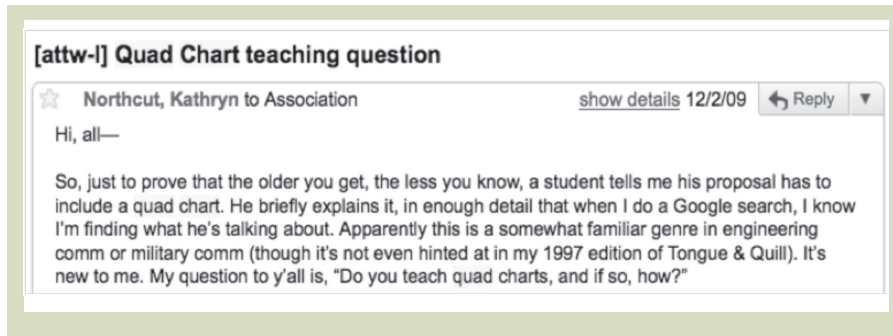 [attw-l] Quad Chart teaching question
Northcut, Kathryn to Association show details 12/2/09 Reply
Hi, all—
So, just to prove that the older you get, the less you know, a student tells me his proposal has to
include a quad chart. He briefly explains it, in enough detail that when I do a Google search, I know
I'm finding what he's talking about. Apparently this is a somewhat familiar genre in engineering
comm or military comm (though it's not even hinted at in my 1997 edition of Tongue & Quill). It's
new to me. My question to y'all is, “Do you teach quad charts, and if so, how?”